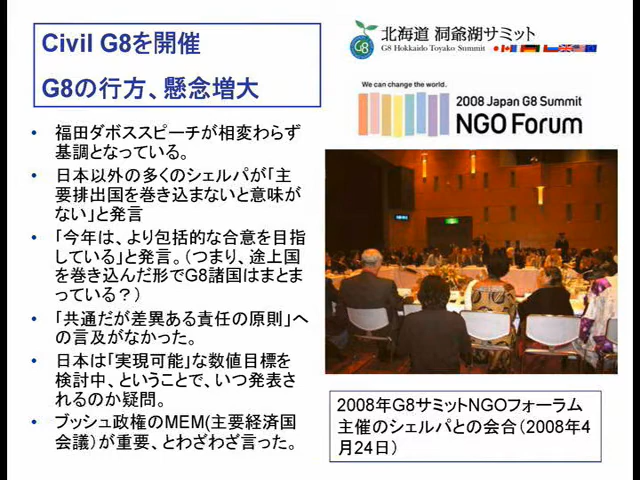 Civil G8を開催
G8の行方、懸念増大
• 福田ダボススピーチが相変わらず
基調となっている。
• 日本以外の多くのシェルパが「主
要排出国を巻き込まないと意味が
ない」と発言
• 「今年は、より包括的な合意を目指
している」と発言。（つまり、途上国
を巻き込んだ形でG8諸国はまとま
っている？）
• 「共通だが差異ある責任の原則」へ
の言及がなかった。
• 日本は「実現可能」な数値目標を
検討中、ということで、いつ発表さ
れるのか疑問。
• ブッシュ政権のMEM(主要経済国
会議）が重要、とわざわざ言った。
G8
北海道 洞爺湖サミット
G8 Hokkaido Toyako Summit
We can change the world.
2008 Japan G8 Summit
NGO Forum
2008年G8サミットNGOフォーラム
主催のシェルパとの会合（2008年4
月24日）